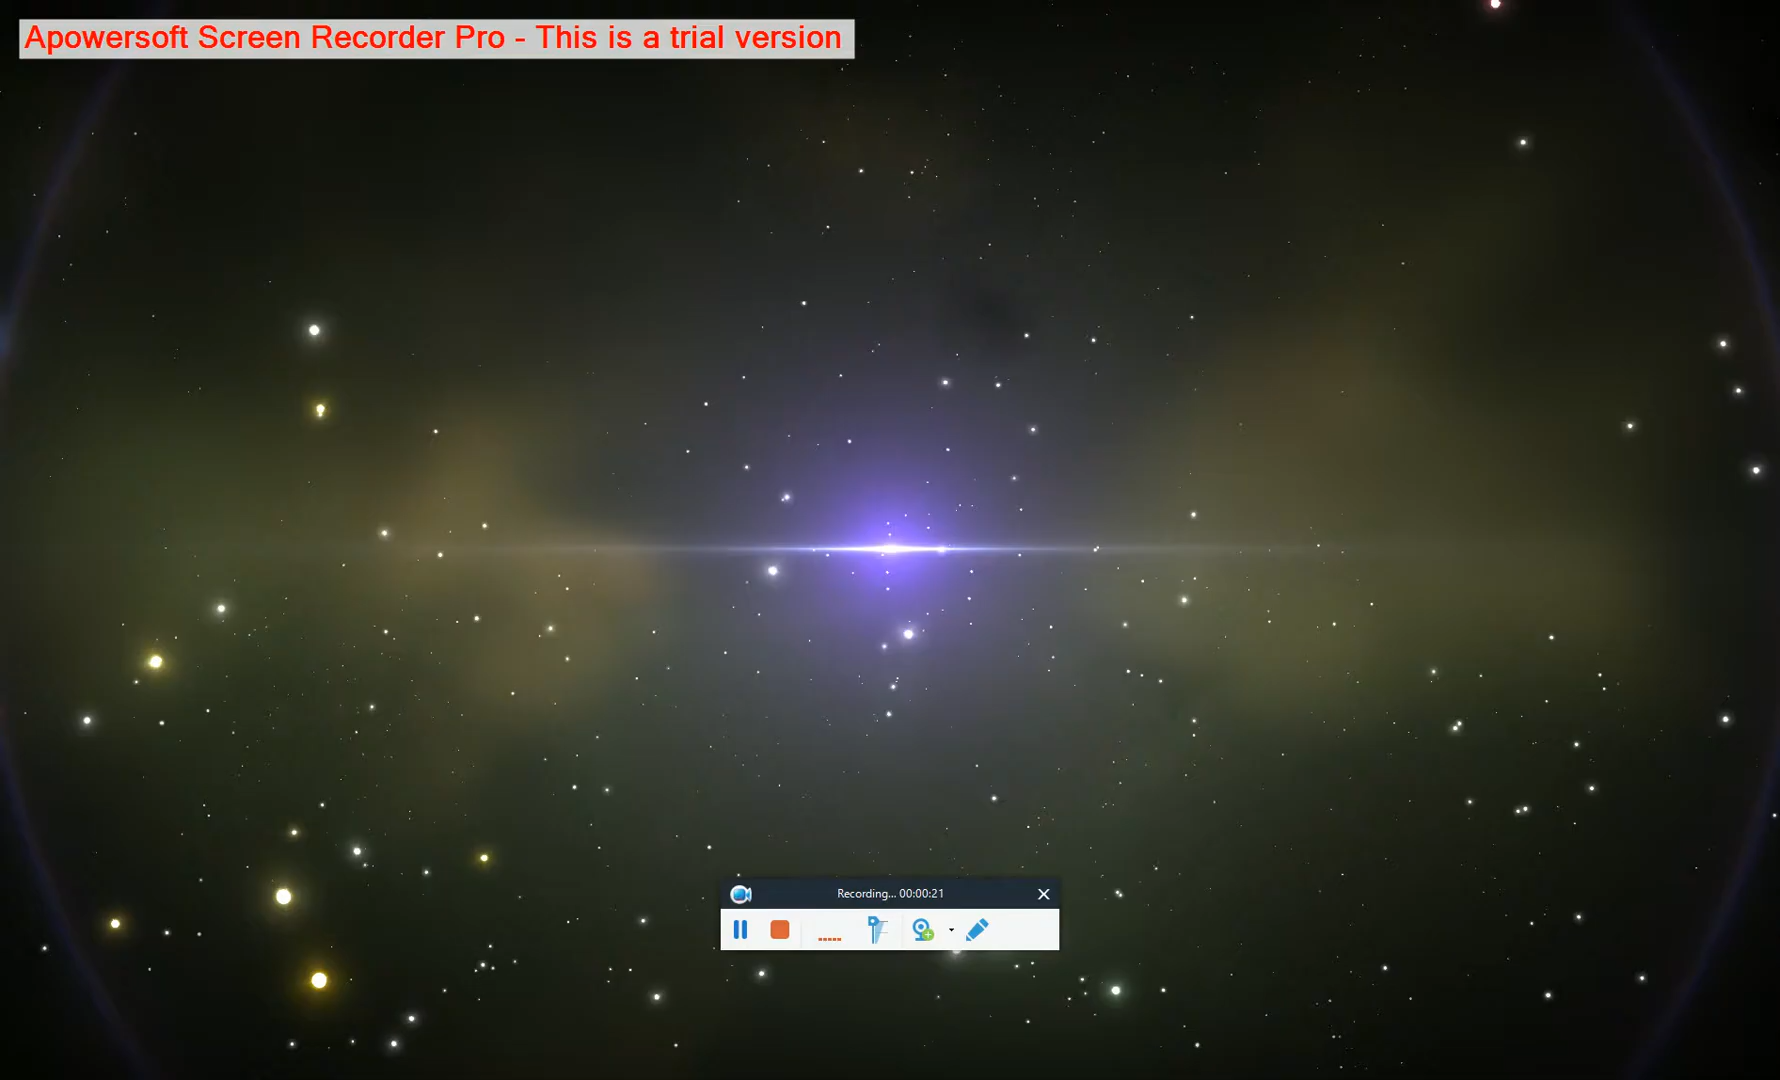 Apowersoft Screen Recorder Pro - This is a trial version
Recording... 00:00:21